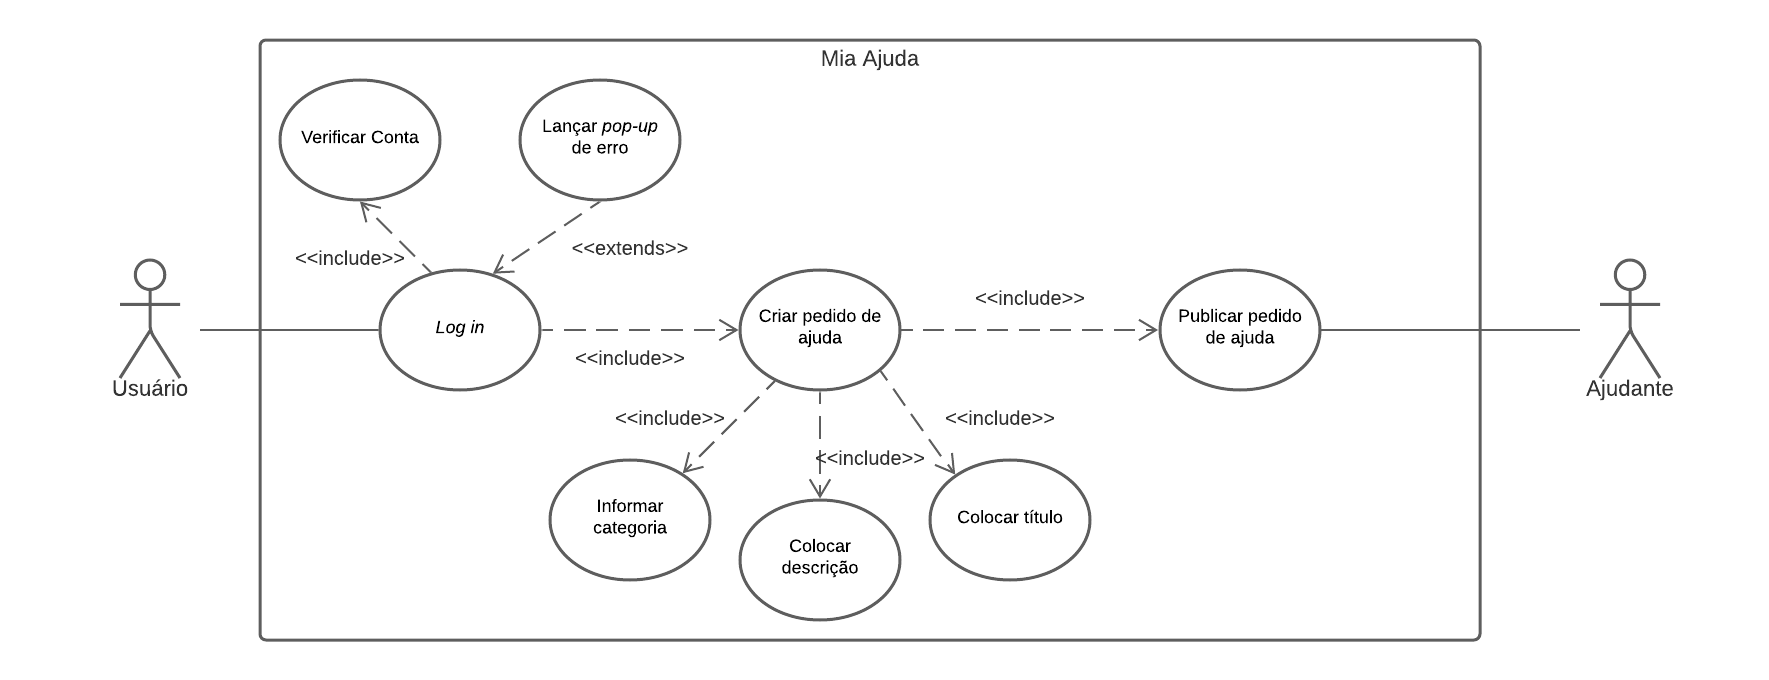 Mia Ajuda
Verificar Conta
Lançar pop-up
de erro
<<include>>
<<extends>>
Usuário
Log in
<<include>>
Criar pedido de
ajuda
<<include>>
Publicar pedido
de ajuda
Ajudante
<<include>>
<<include>>
<<include>>
Informar
categoria
Colocar
descrição
Colocar título